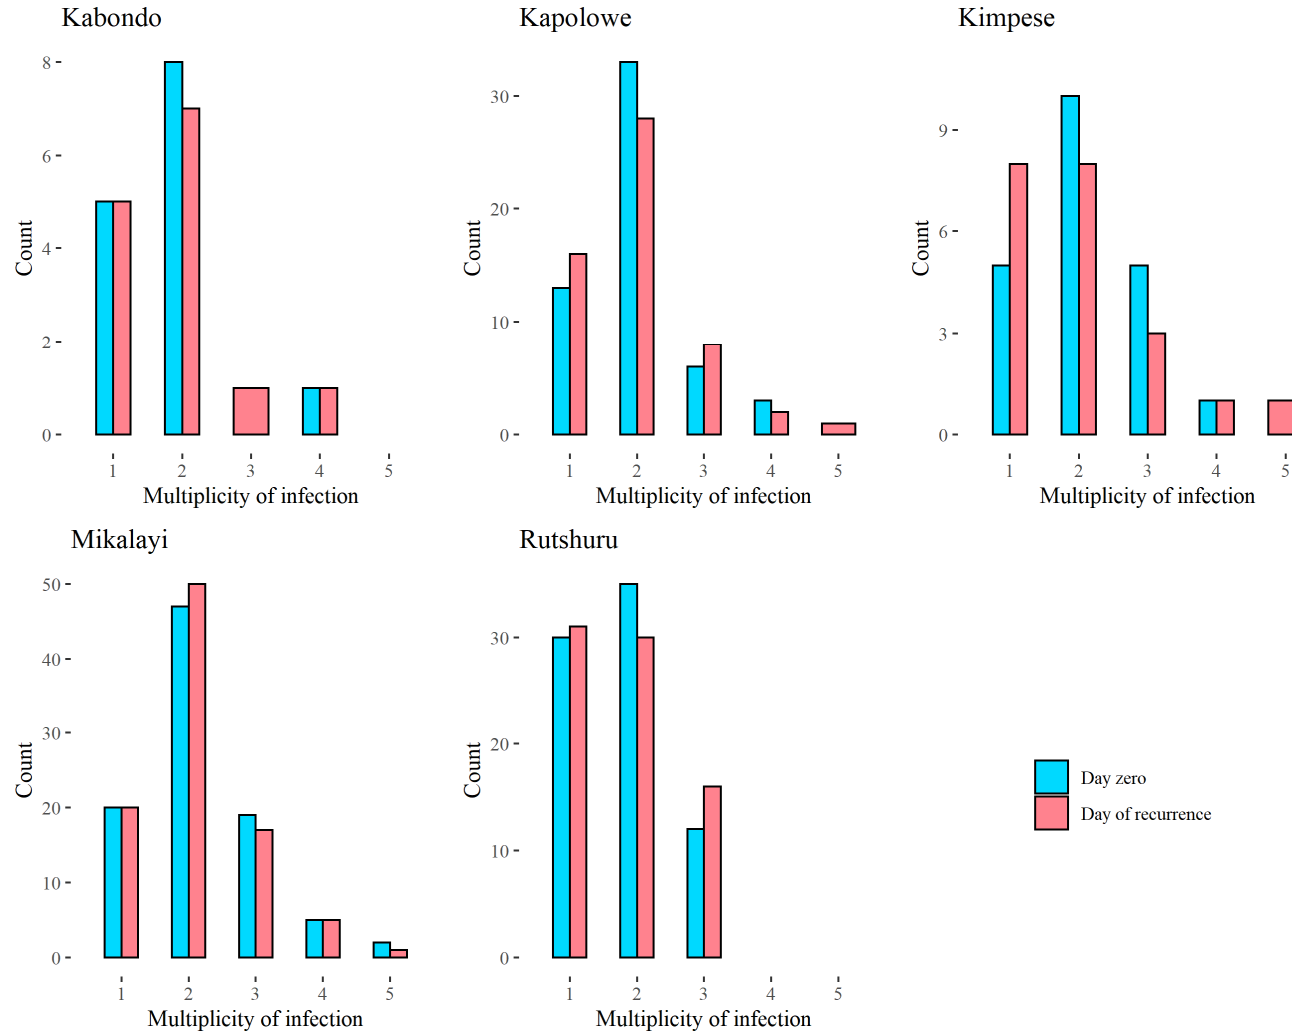 Kabondo
8
6
4
2
0
Count
1 2 3 4 5
Multiplicity of infection
Kapolowe
30
20
10
0
Count
1 2 3 4 5
Multiplicity of infection
Kimpese
9
6
3
0
Count
1 2 3 4 5
Multiplicity of infection
Mikalayi
50
40
30
20
10
0
Count
1 2 3 4 5
Multiplicity of infection
Rutshuru
30
20
10
0
Count
1 2 3 4 5
Multiplicity of infection
Day zero
Day of recurrence